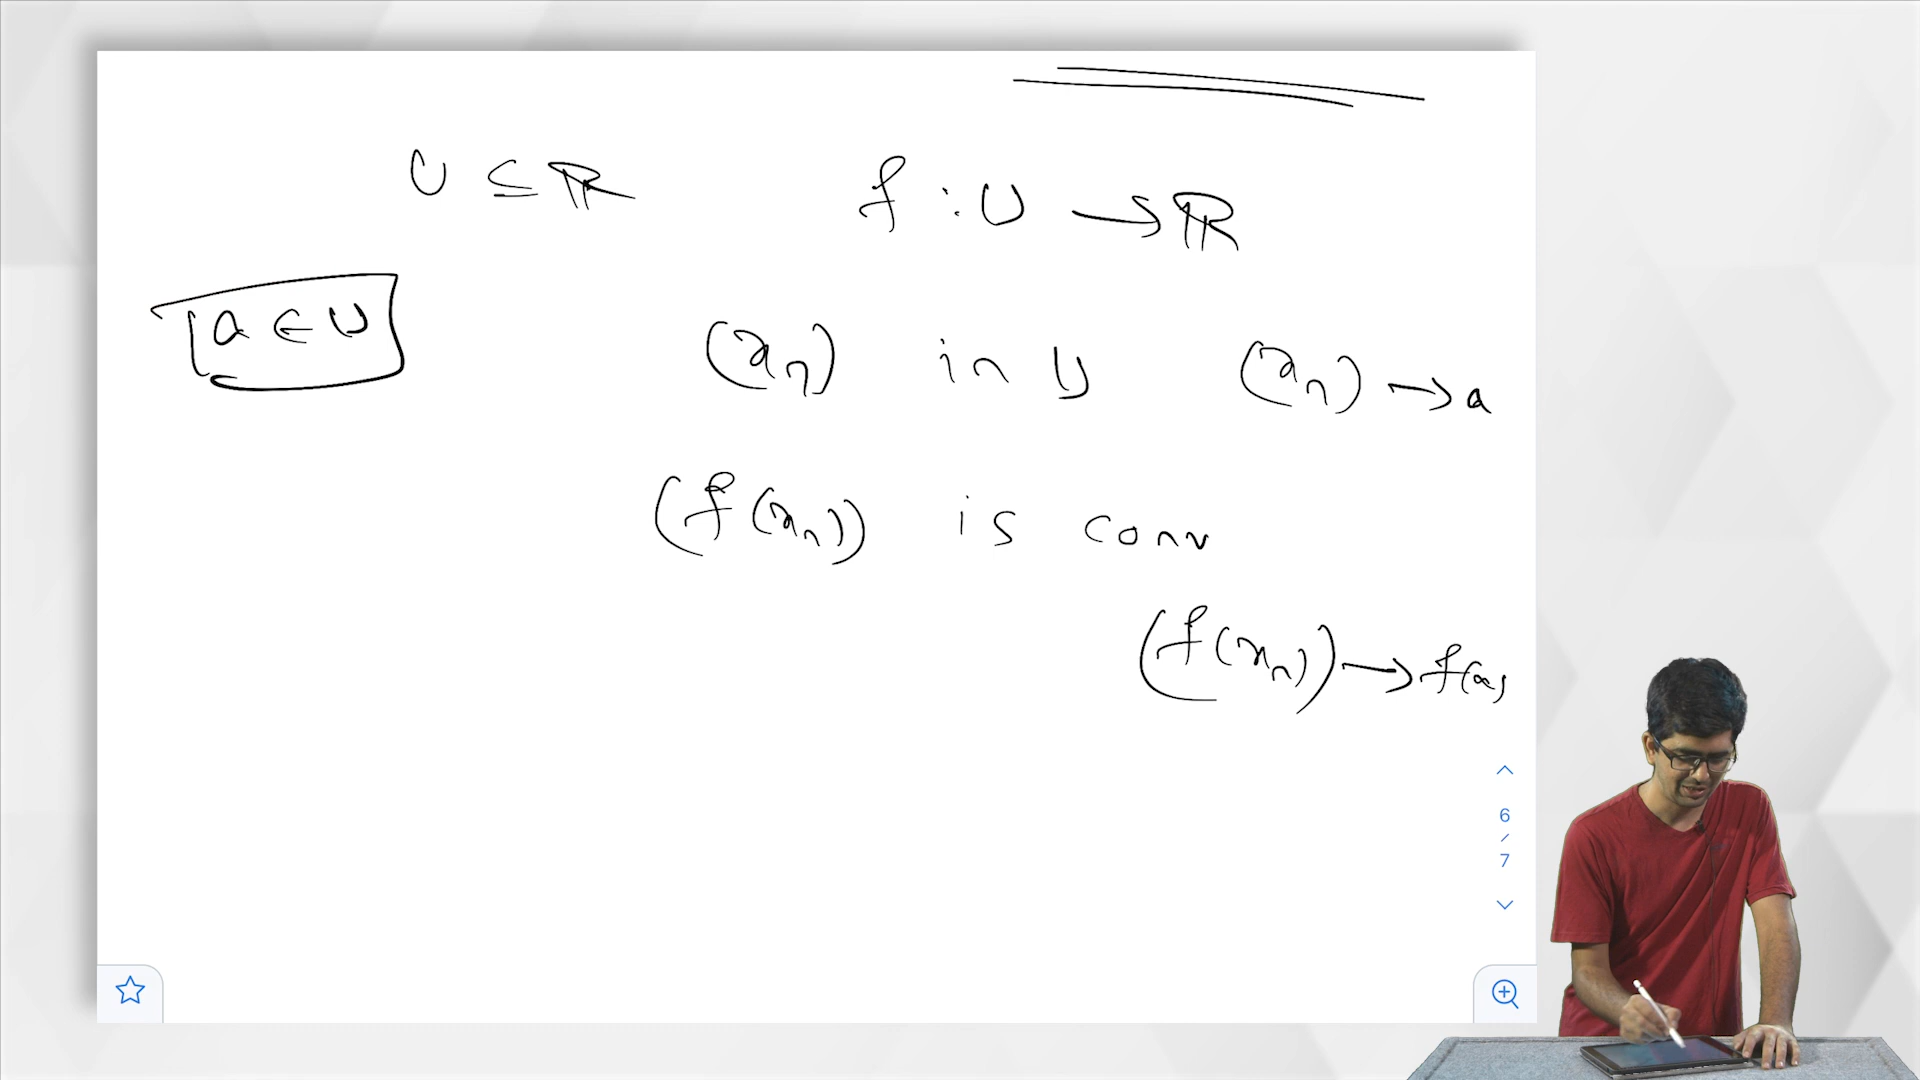 U ⊆ ℝ f : U → ℝ
a ∈ U
(xₙ) in U (xₙ) → a
(f(xₙ)) is conv
(f(xₙ)) → f(a)
6
/
7